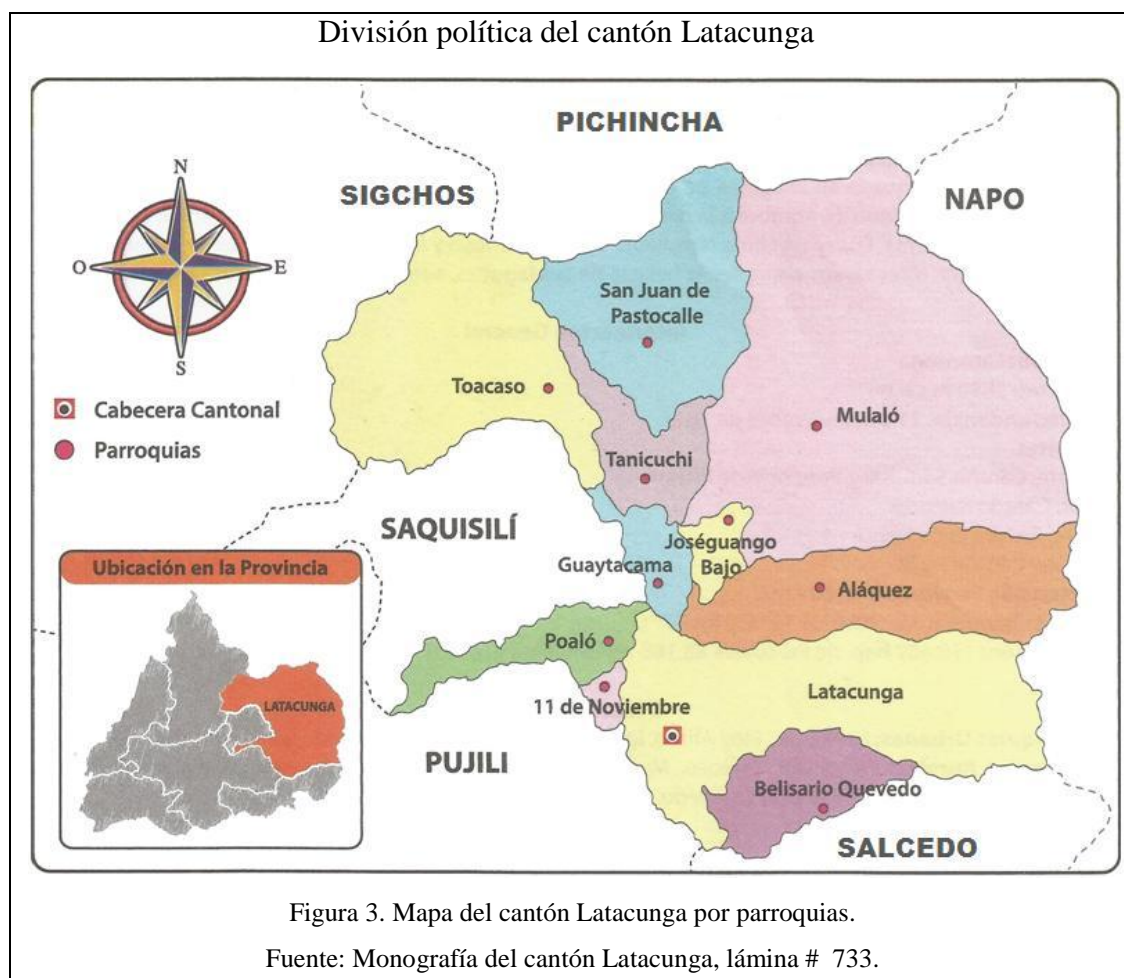 División política del cantón Latacunga
PICHINCHA
SIGCHOS
NAPO
N
O
E
S
San Juan de
Pastocalle
Toacaso
Cabecera Cantonal
Mulaló
Parroquias
Tanicuchi
SAQUISILÍ
Joséguango
Bajo
Guaytacama
Ubicación en la Provincia
Aláquez
Poaló
Latacunga
LATACUNGA
11 de Noviembre
PUJILI
Belisario Quevedo
SALCEDO
Figura 3. Mapa del cantón Latacunga por parroquias.
Fuente: Monografía del cantón Latacunga, lámina # 733.